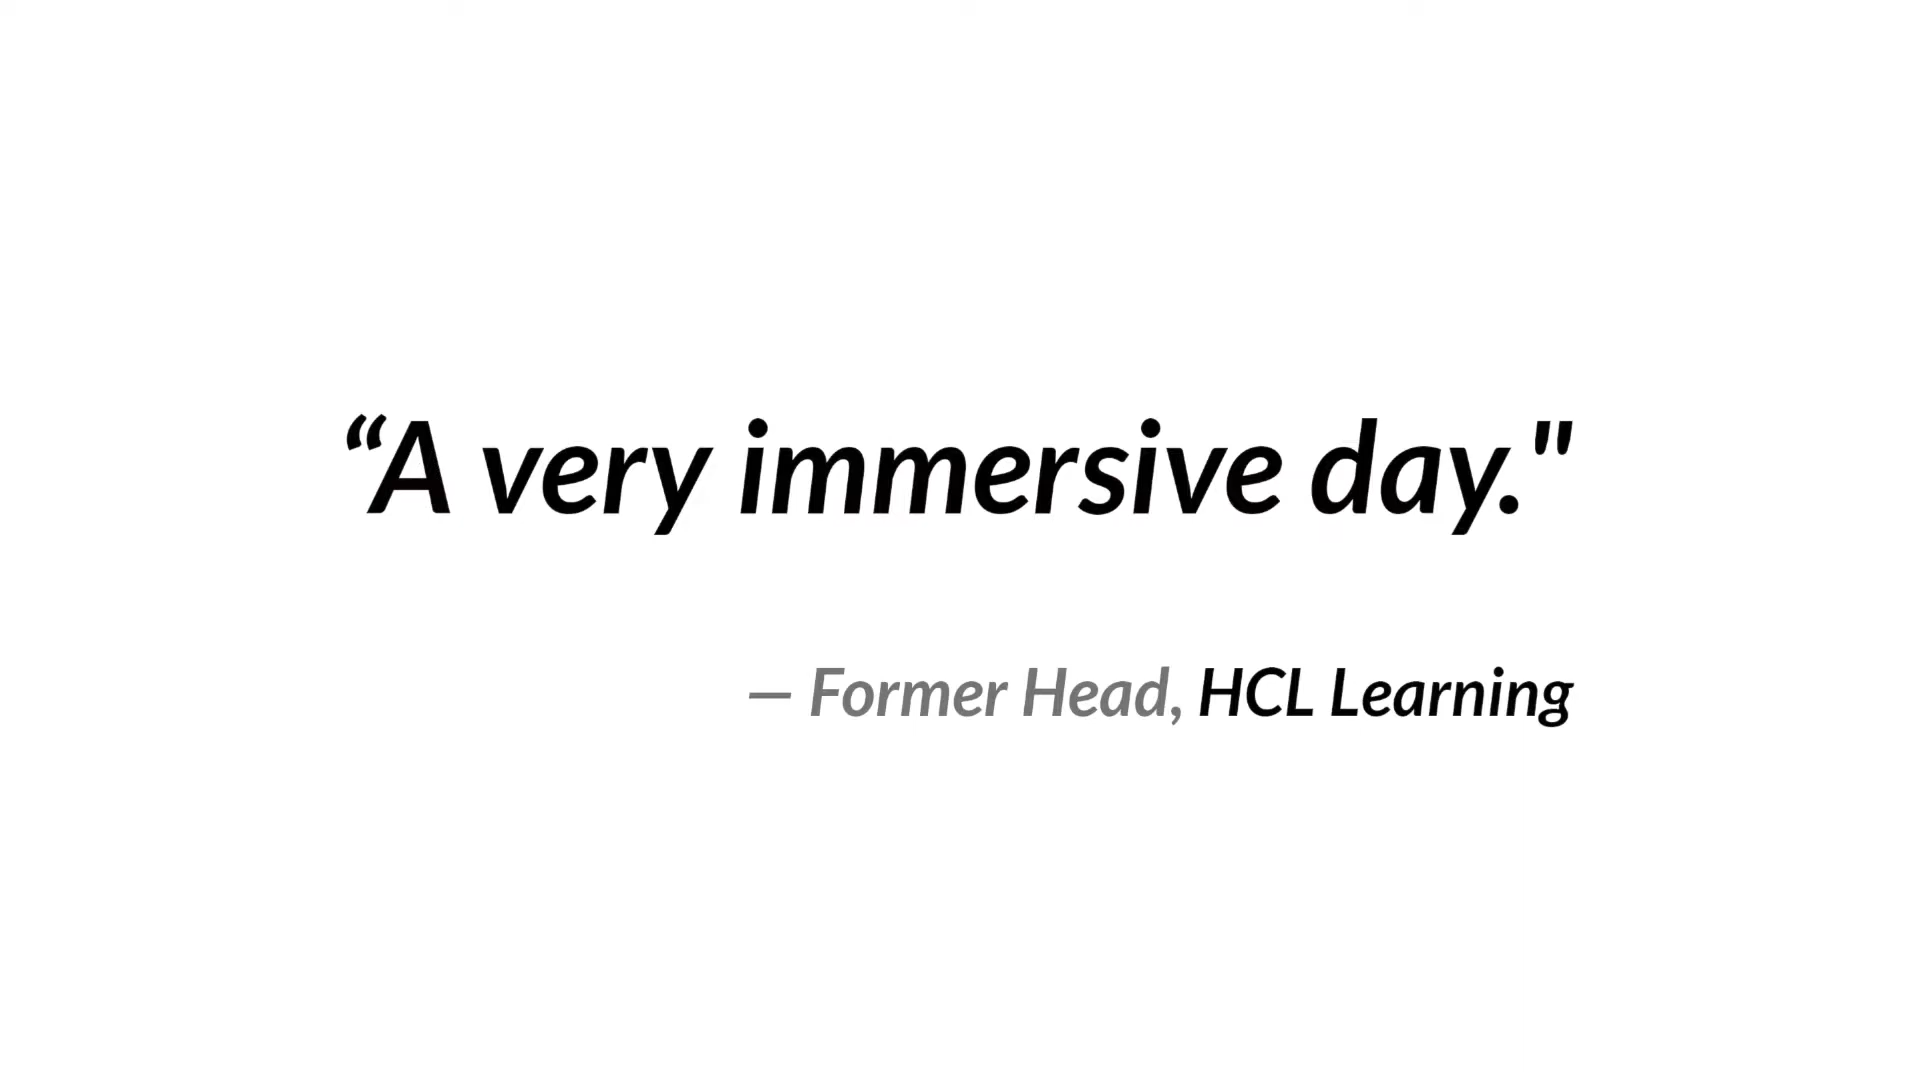 “A very immersive day."
— Former Head, HCL Learning